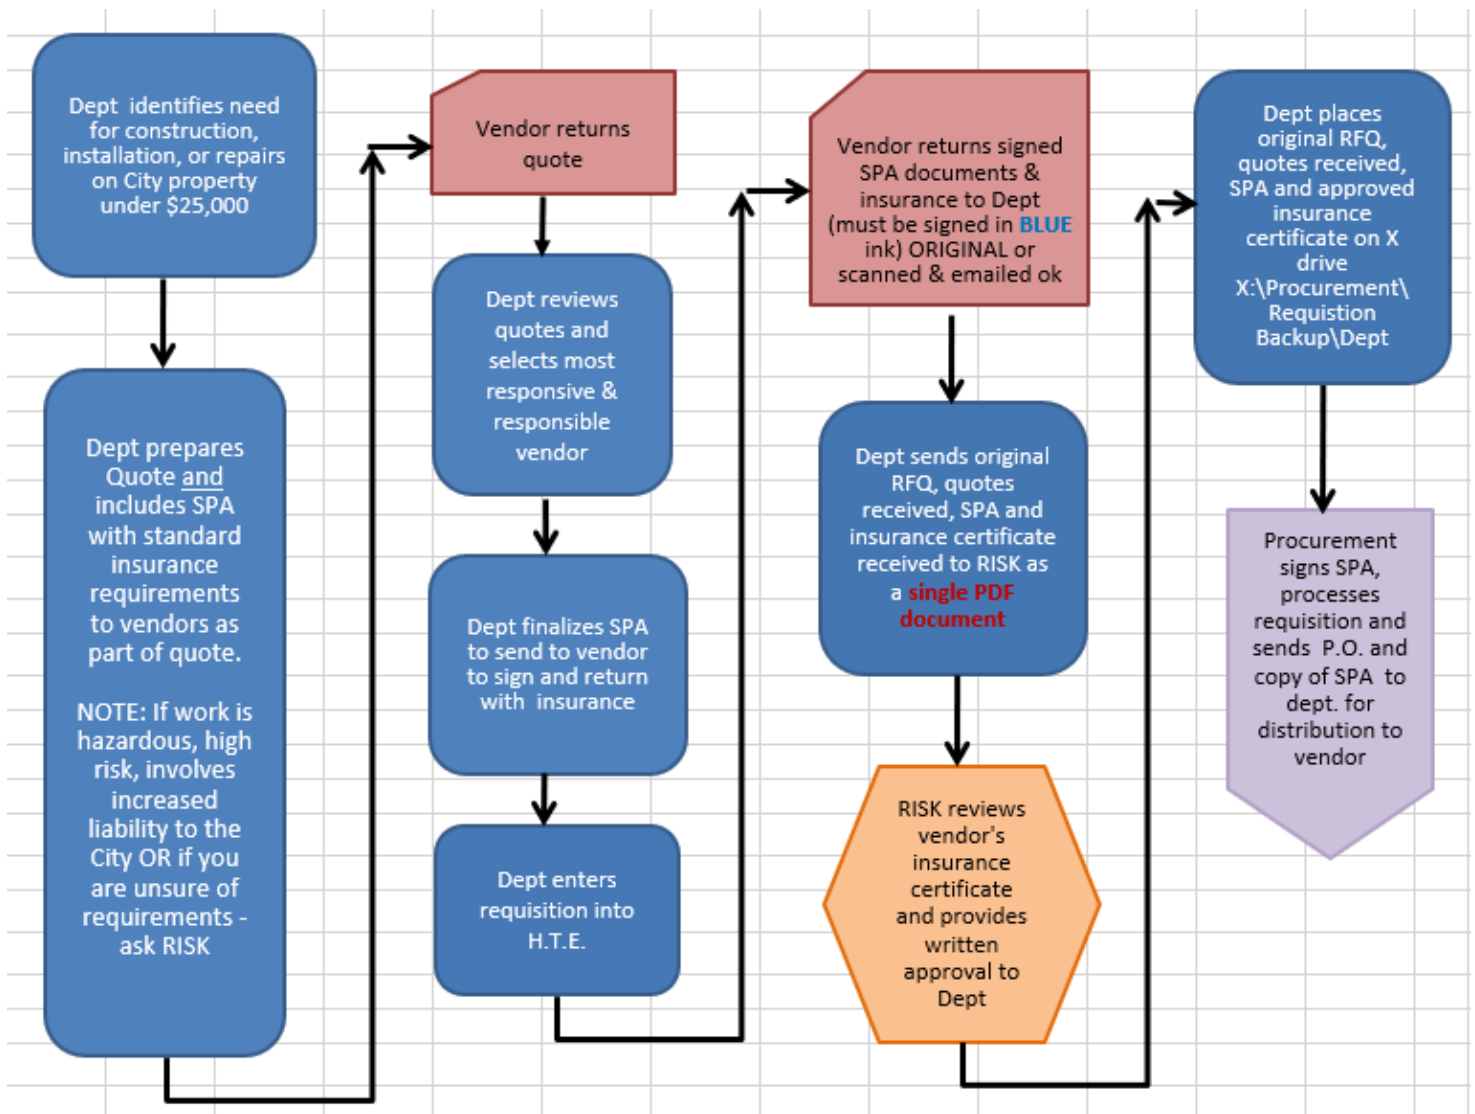 Dept identifies need
for construction,
installation, or repairs
on City property
under $25,000
Dept prepares
Quote and
includes SPA
with standard
insurance
requirements
to vendors as
part of quote.
NOTE: If work is
hazardous, high
risk, involves
increased
liability to the
City OR if you
are unsure of
requirements -
ask RISK
Vendor returns
quote
Dept reviews
quotes and
selects most
responsive &
responsible
vendor
Dept finalizes SPA
to send to vendor
to sign and return
with insurance
Dept enters
requisition into
H.T.E.
Vendor returns signed
SPA documents &
insurance to Dept
(must be signed in BLUE
ink) ORIGINAL or
scanned & emailed ok
Dept sends original
RFQ, quotes
received, SPA and
insurance certificate
received to RISK as
a single PDF
document
RISK reviews
vendor's
insurance
certificate
and provides
written
approval to
Dept
Dept places
original RFQ,
quotes received,
SPA and approved
insurance
certificate on X
drive
X:\Procurement\
Requistion
Backup\Dept
Procurement
signs SPA,
processes
requisition and
sends P.O. and
copy of SPA to
dept. for
distribution to
vendor